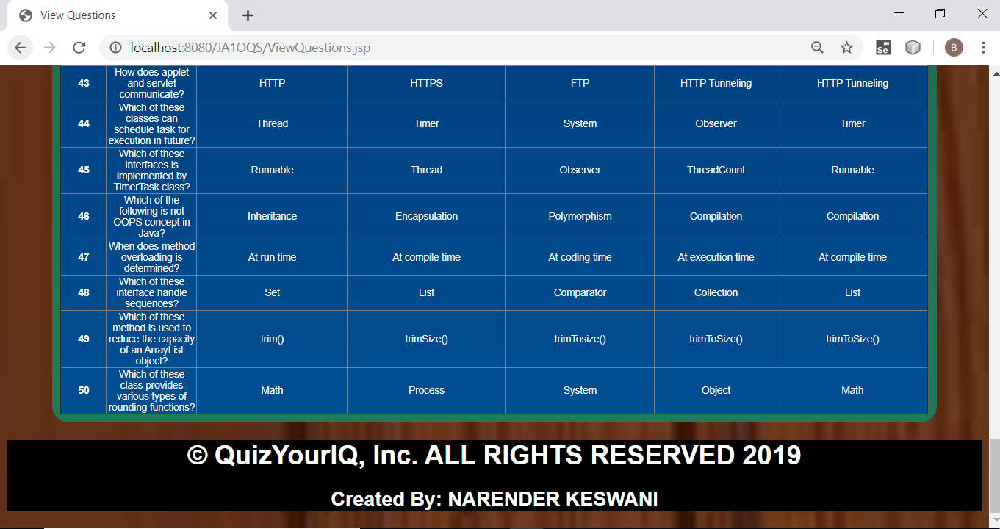 View Questions
localhost:8080/JA1OQS/ViewQuestions.jsp
Se
B
43
How does applet
and servlet
communicate?
HTTP
HTTPS
FTP
HTTP Tunneling
HTTP Tunneling
44
Which of these
classes can
schedule task for
execution in future?
Thread
Timer
System
Observer
Timer
45
Which of these
interfaces is
implemented by
TimerTask class?
Runnable
Thread
Observer
ThreadCount
Runnable
46
Which of the
following is not
OOPS concept in
Java?
Inheritance
Encapsulation
Polymorphism
Compilation
Compilation
47
When does method
overloading is
determined?
At run time
At compile time
At coding time
At execution time
At compile time
48
Which of these
interface handle
sequences?
Set
List
Comparator
Collection
List
49
Which of these
method is used to
reduce the capacity
of an ArrayList
object?
trim()
trimSize()
trimTosize()
trimToSize()
trimToSize()
50
Which of these
class provides
various types of
rounding functions?
Math
Process
System
Object
Math
© QuizYourIQ, Inc. ALL RIGHTS RESERVED 2019
Created By: NARENDER KESWANI